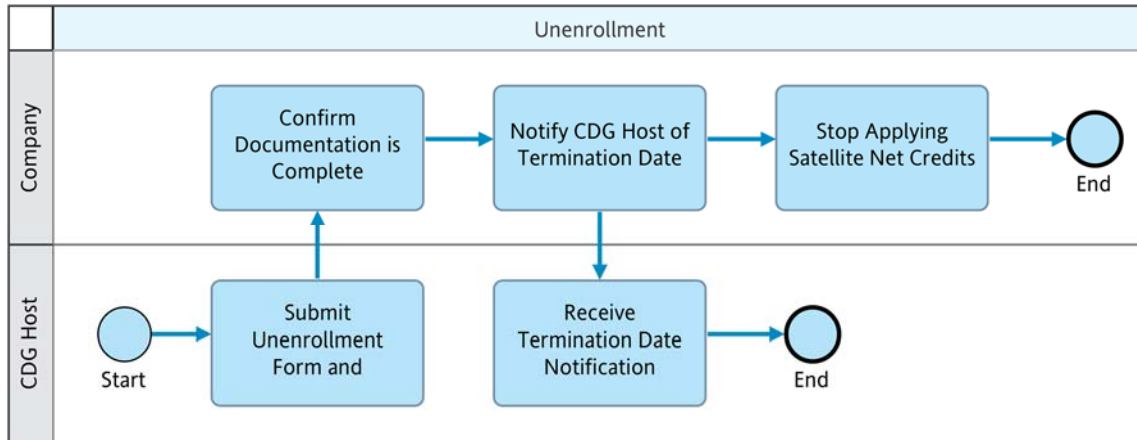 Unenrollment
Company
Confirm
Documentation is
Complete
Notify CDG Host of
Termination Date
Stop Applying
Satellite Net Credits
End
CDG Host
Start
Submit
Unenrollment
Form and
Receive
Termination Date
Notification
End